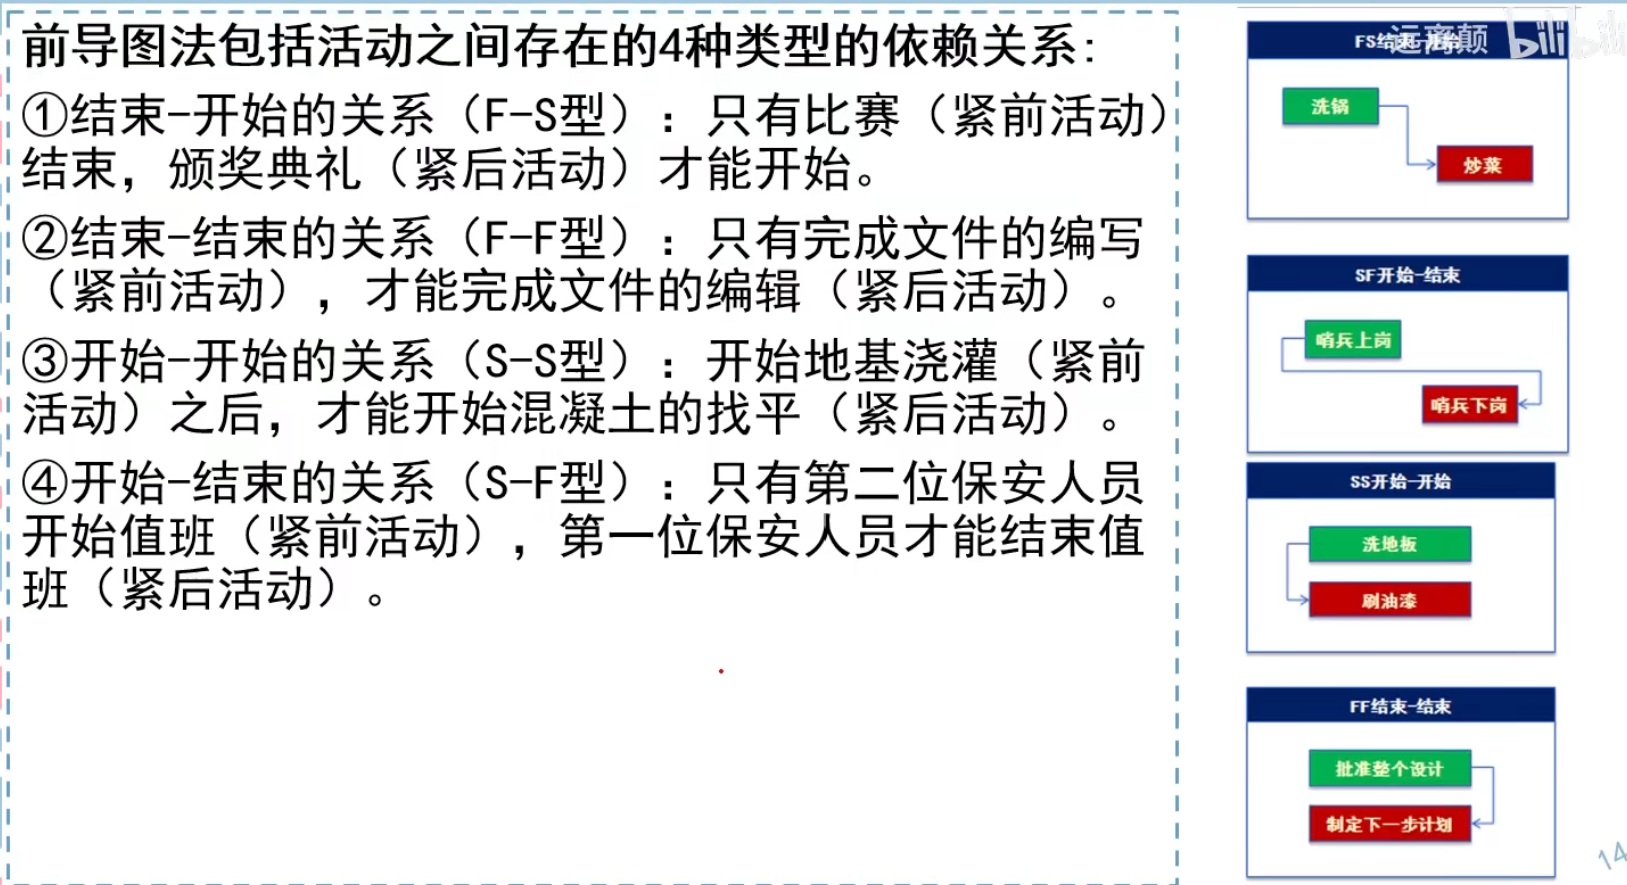 前导图法包括活动之间存在的4种类型的依赖关系:
①结束-开始的关系（F-S型）：只有比赛（紧前活动）
结束，颁奖典礼（紧后活动）才能开始。
②结束-结束的关系（F-F型）：只有完成文件的编写
（紧前活动），才能完成文件的编辑（紧后活动）。
③开始-开始的关系（S-S型）：开始地基浇灌（紧前
活动）之后，才能开始混凝土的找平（紧后活动）。
④开始-结束的关系（S-F型）：只有第二位保安人员
开始值班（紧前活动），第一位保安人员才能结束值
班（紧后活动）。
FS结束-开始
远离颠
bilibili
洗锅
炒菜
SF开始-结束
哨兵上岗
哨兵下岗
SS开始-开始
洗地板
刷油漆
FF结束-结束
批准整个设计
制定下一步计划
14